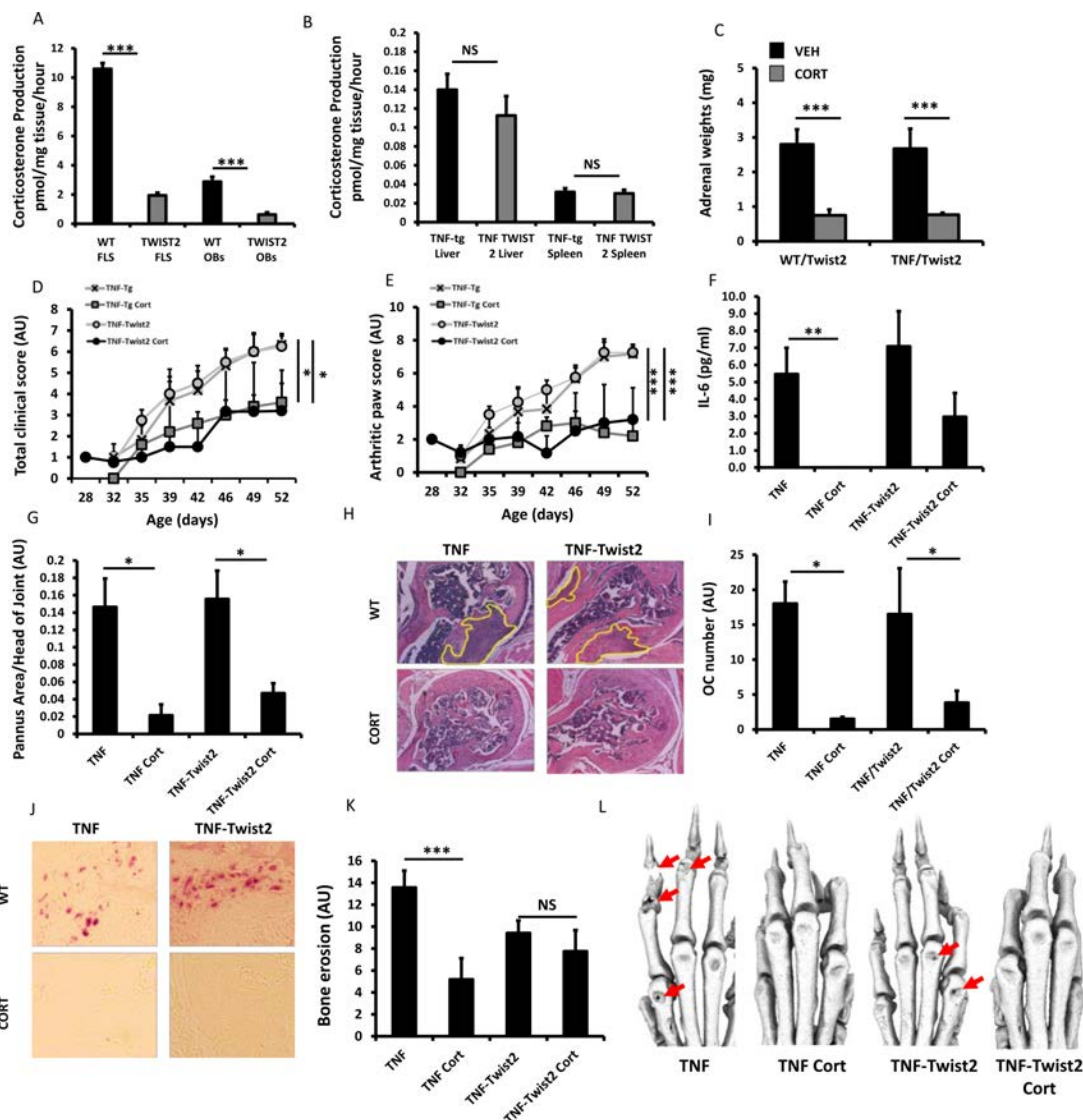 A
Corticosterone Production
pmol/mg tissue/hour
12
10
8
6
4
2
0
***
***
WT
FLS
TWIST2
FLS
WT
OBs
TWIST2
OBs
B
Corticosterone Production
pmol/mg tissue/hour
0.2
0.18
0.16
0.14
0.12
0.1
0.08
0.06
0.04
0.02
0
NS
NS
TNF-tg
Liver
TNF TWIST
2 Liver
TNF-tg
Spleen
TNF TWIST
2 Spleen
C
VEH
CORT
Adrenal weights (mg)
5
4
3
2
1
0
***
***
WT/Twist2
TNF/Twist2
D
TNF-Tg
TNF-Tg Cort
TNF-Twist2
TNF-Twist2 Cort
Total clinical score (AU)
7
6
5
4
3
2
1
0
*
*
28 32 35 39 42 46 49 52
Age (days)
E
TNF-Tg
TNF-Tg Cort
TNF-Twist2
TNF-Twist2 Cort
Arthritic paw score (AU)
10
8
6
4
2
0
***
***
28 32 35 39 42 46 49 52
Age (days)
F
IL-6 (pg/ml)
10.0
9.0
8.0
7.0
6.0
5.0
4.0
3.0
2.0
1.0
0.0
**
TNF
TNF Cort
TNF-Twist2
TNF-Twist2 Cort
G
Pannus Area/Head of Joint (AU)
0.2
0.18
0.16
0.14
0.12
0.1
0.08
0.06
0.04
0.02
0
*
*
TNF
TNF Cort
TNF-Twist2
TNF-Twist2 Cort
H
TNF
TNF-Twist2
WT
CORT
I
OC number (AU)
25
20
15
10
5
0
*
*
TNF
TNF Cort
TNF/Twist2
TNF/Twist2 Cort
J
TNF
TNF-Twist2
WT
CORT
K
Bone erosion (AU)
16
14
12
10
8
6
4
2
0
***
NS
TNF
TNF Cort
TNF-Twist2
TNF-Twist2 Cort
L
TNF
TNF Cort
TNF-Twist2
TNF-Twist2
Cort